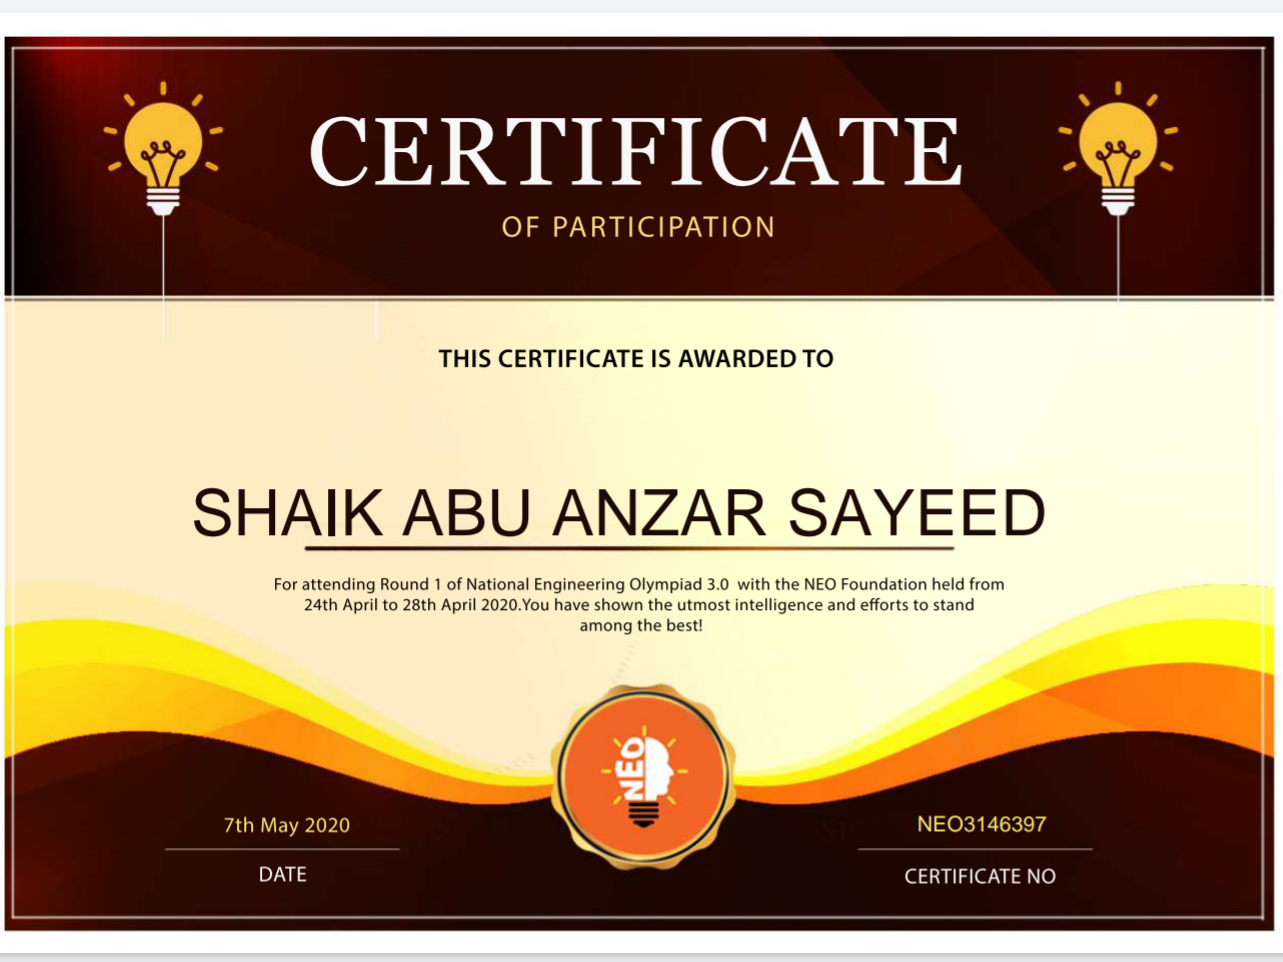 CERTIFICATE
OF PARTICIPATION
THIS CERTIFICATE IS AWARDED TO
SHAIK ABU ANZAR SAYEED
For attending Round 1 of National Engineering Olympiad 3.0 with the NEO Foundation held from
24th April to 28th April 2020.You have shown the utmost intelligence and efforts to stand
among the best!
NEO
7th May 2020
DATE
NEO3146397
CERTIFICATE NO